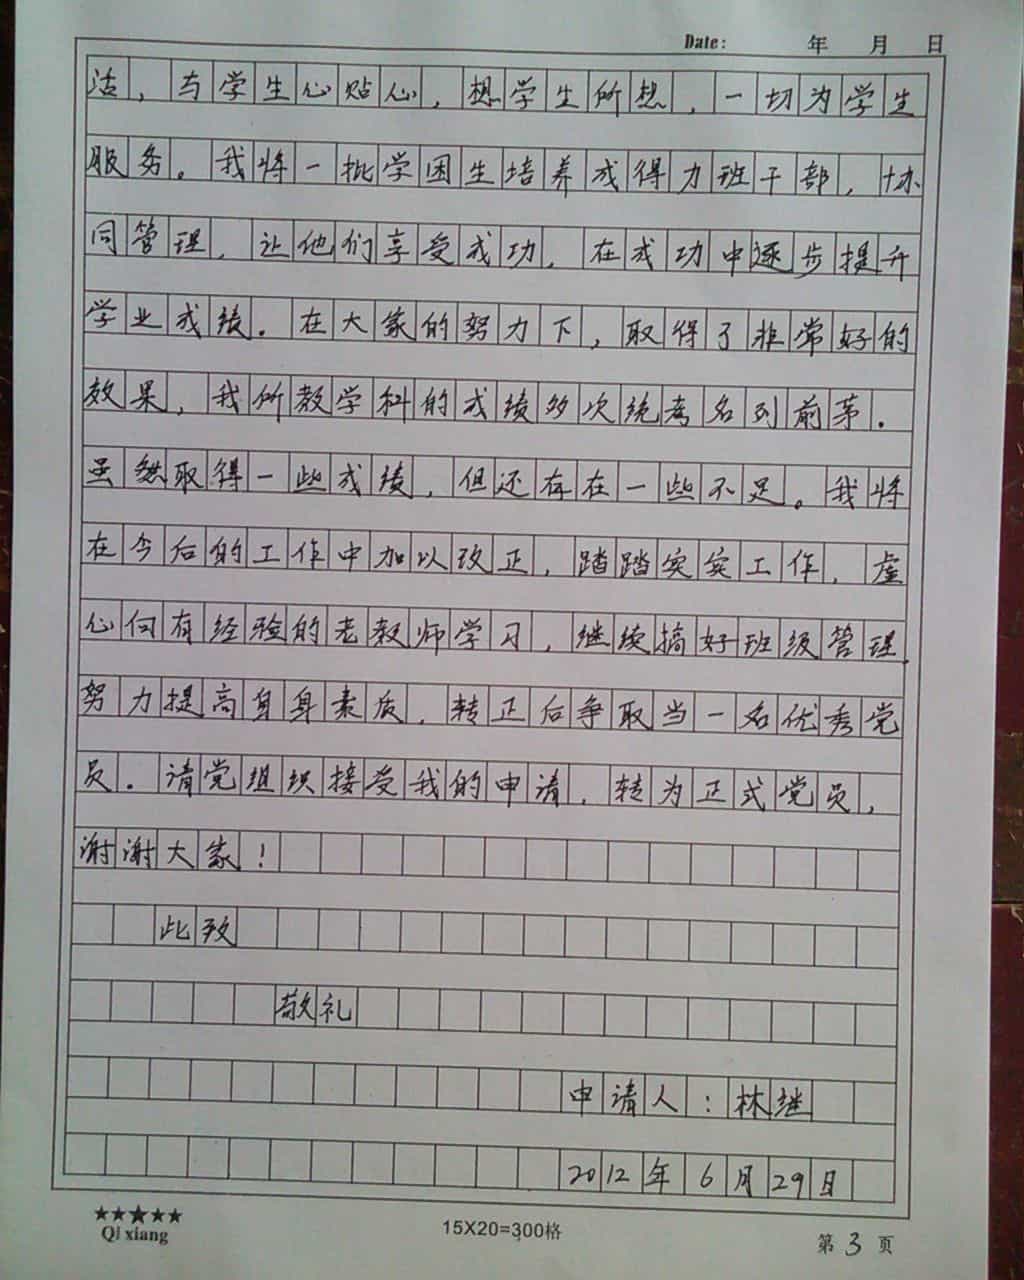 Date: 年 月 日
活，与学生心贴心，想学生所想，一切为学生
服务。我将一批学困生培养成得力班干部，协
同管理，让他们享受成功，在成功中逐步提升
学业成绩。在大家的努力下，取得了非常好的
效果，我所教学科的成绩多次统考名列前茅。
虽然取得一些成绩，但还存在一些不足。我将
在今后的工作中加以改正，踏踏实实工作，虚
心向有经验的老教师学习，继续搞好班级管理，
努力提高自身素质，转正后争取当一名优秀党
员。请党组织接受我的申请，转为正式党员，
谢谢大家！
此致
敬礼
申请人：林继
2012年6月29日
★★★★★
Qi xiang
15X20=300格
第 3 页